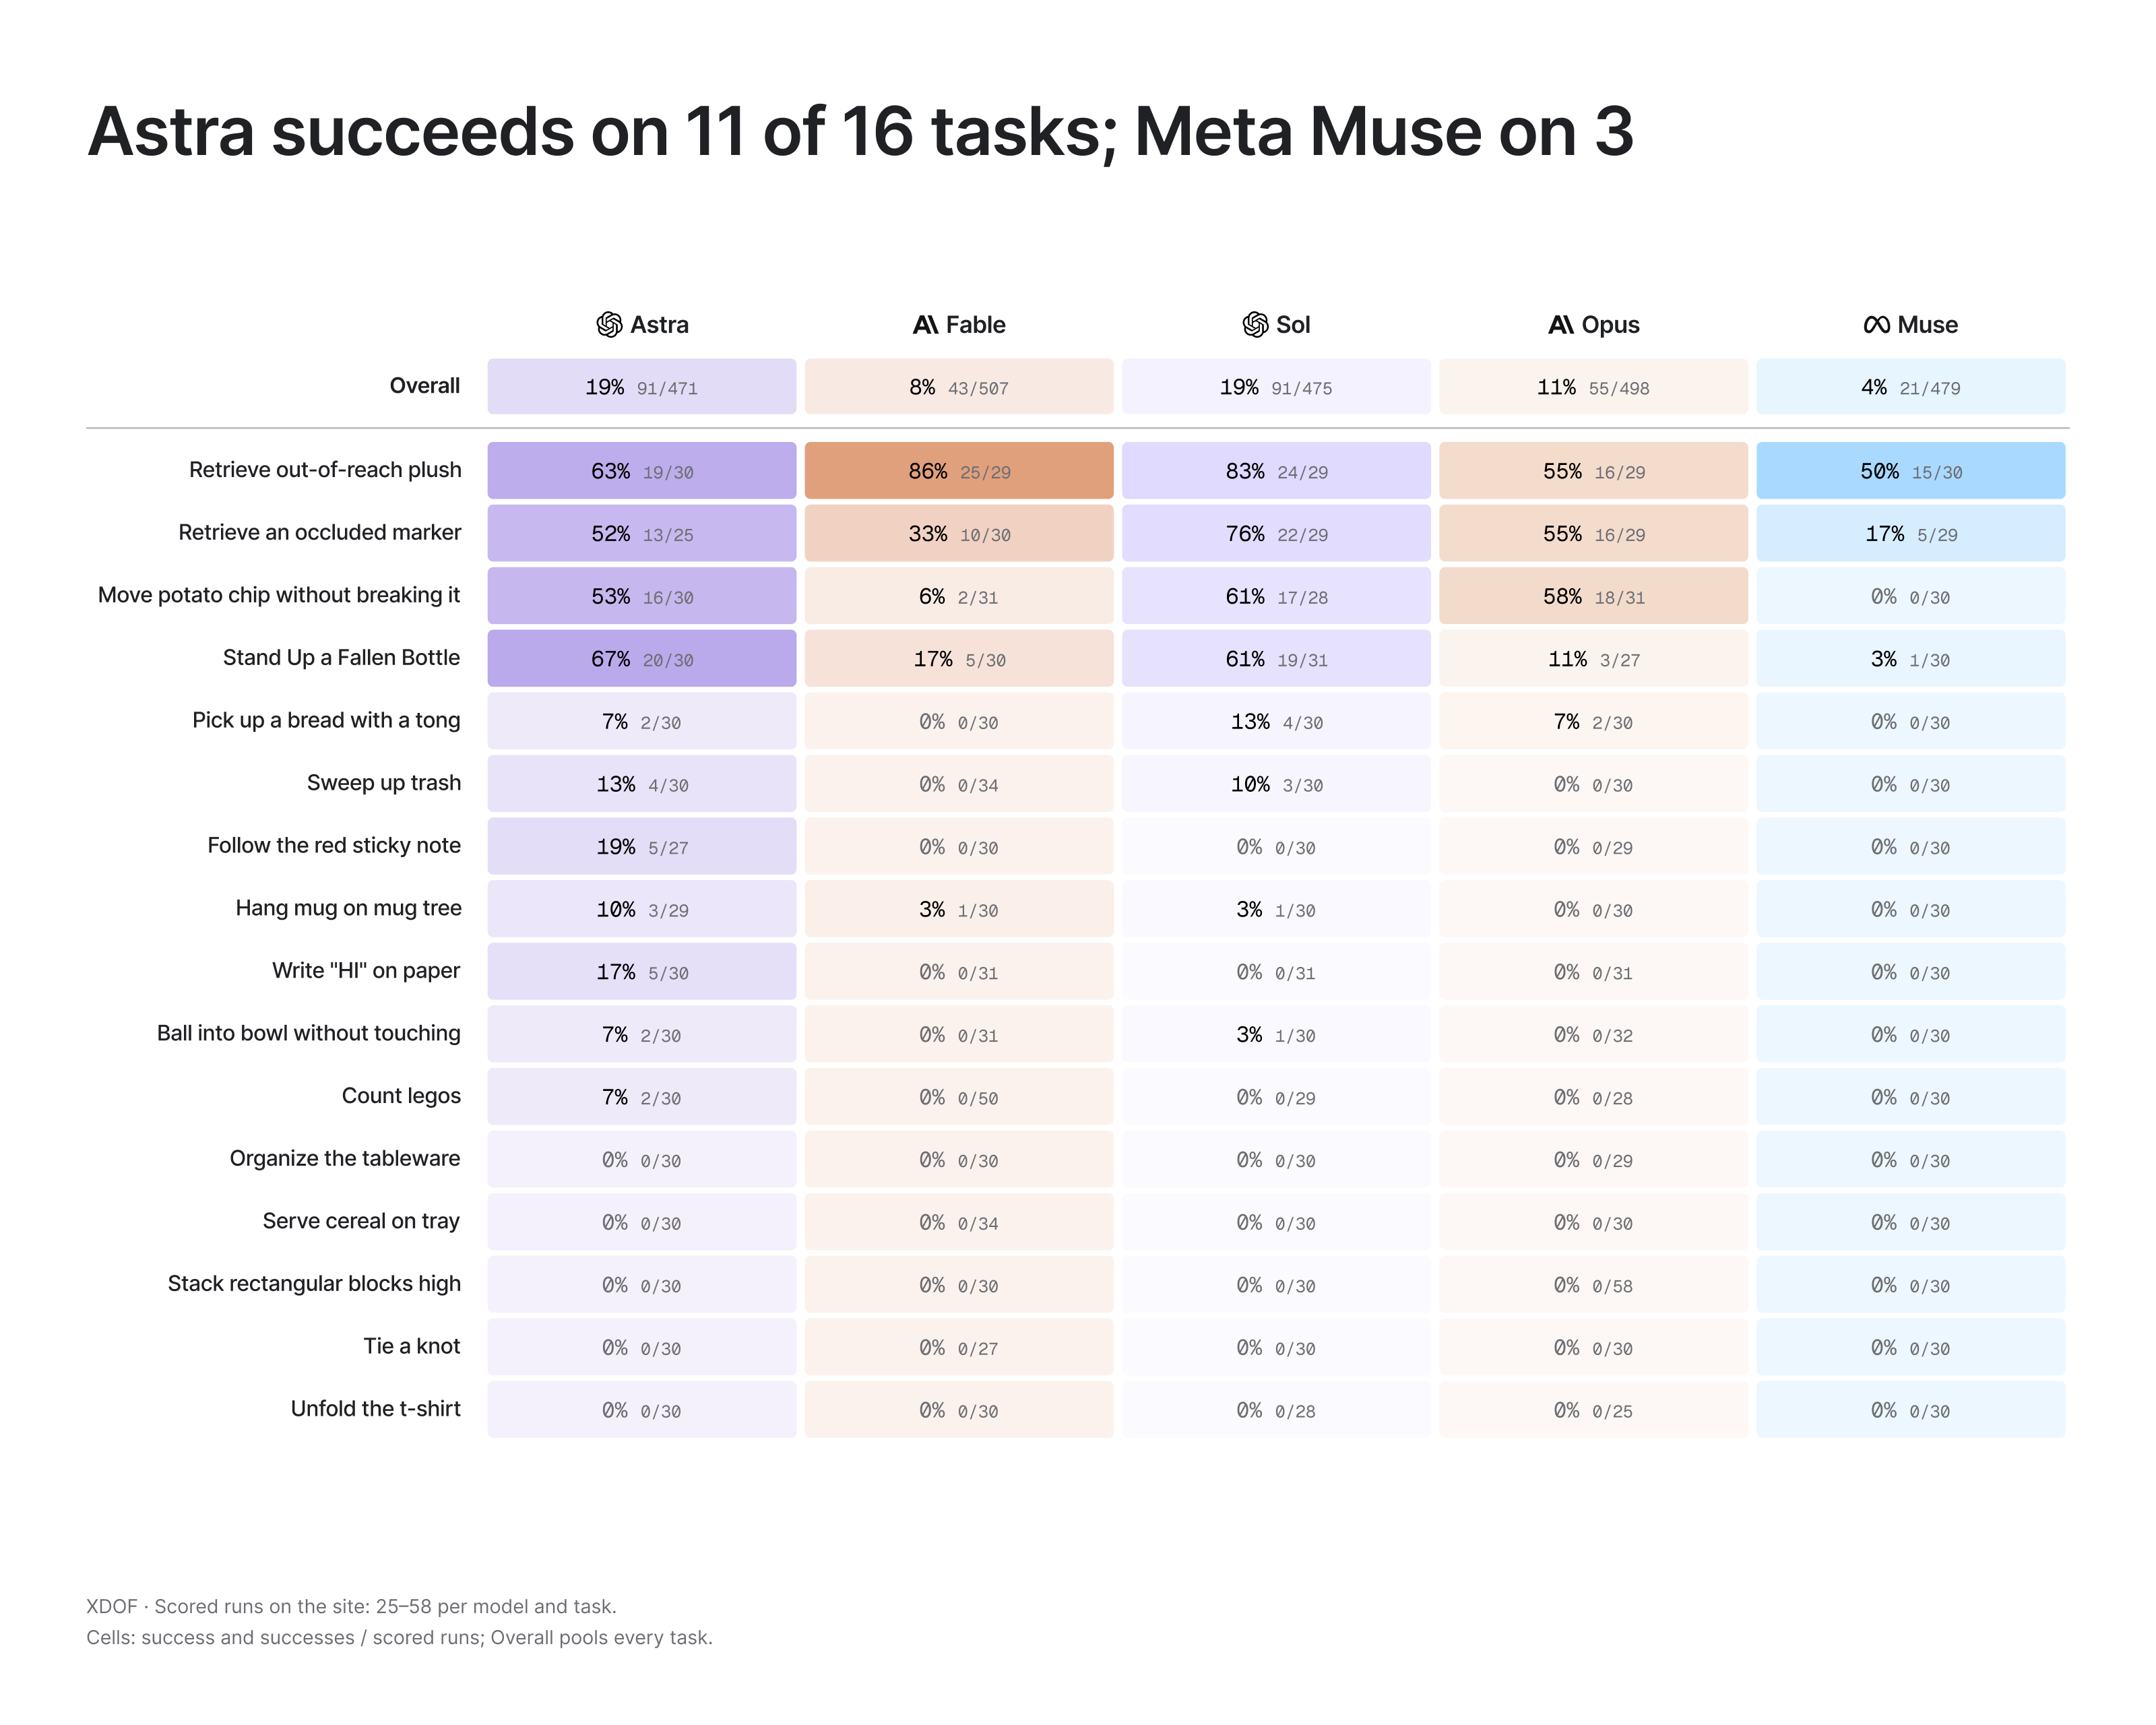 Astra succeeds on 11 of 16 tasks; Meta Muse on 3
Astra Fable Sol Opus Muse
Overall 19% 91/471 8% 43/507 19% 91/475 11% 55/498 4% 21/479
Retrieve out-of-reach plush 63% 19/30 86% 25/29 83% 24/29 55% 16/29 50% 15/30
Retrieve an occluded marker 52% 13/25 33% 10/30 76% 22/29 55% 16/29 17% 5/29
Move potato chip without breaking it 53% 16/30 6% 2/31 61% 17/28 58% 18/31 0% 0/30
Stand Up a Fallen Bottle 67% 20/30 17% 5/30 61% 19/31 11% 3/27 3% 1/30
Pick up a bread with a tong 7% 2/30 0% 0/30 13% 4/30 7% 2/30 0% 0/30
Sweep up trash 13% 4/30 0% 0/34 10% 3/30 0% 0/30 0% 0/30
Follow the red sticky note 19% 5/27 0% 0/30 0% 0/30 0% 0/29 0% 0/30
Hang mug on mug tree 10% 3/29 3% 1/30 3% 1/30 0% 0/30 0% 0/30
Write "HI" on paper 17% 5/30 0% 0/31 0% 0/31 0% 0/31 0% 0/30
Ball into bowl without touching 7% 2/30 0% 0/31 3% 1/30 0% 0/32 0% 0/30
Count legos 7% 2/30 0% 0/50 0% 0/29 0% 0/28 0% 0/30
Organize the tableware 0% 0/30 0% 0/30 0% 0/30 0% 0/29 0% 0/30
Serve cereal on tray 0% 0/30 0% 0/34 0% 0/30 0% 0/30 0% 0/30
Stack rectangular blocks high 0% 0/30 0% 0/30 0% 0/30 0% 0/58 0% 0/30
Tie a knot 0% 0/30 0% 0/27 0% 0/30 0% 0/30 0% 0/30
Unfold the t-shirt 0% 0/30 0% 0/30 0% 0/28 0% 0/25 0% 0/30
XDOF · Scored runs on the site: 25–58 per model and task.
Cells: success and successes / scored runs; Overall pools every task.